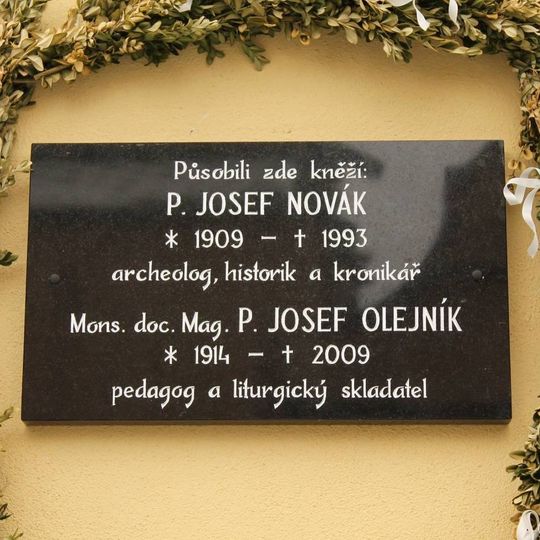 Působili zde kněží:
P. JOSEF NOVÁK
* 1909 – † 1993
archeolog, historik a kronikář
Mons. doc. Mag. P. JOSEF OLEJNÍK
* 1914 – † 2009
pedagog a liturgický skladatel